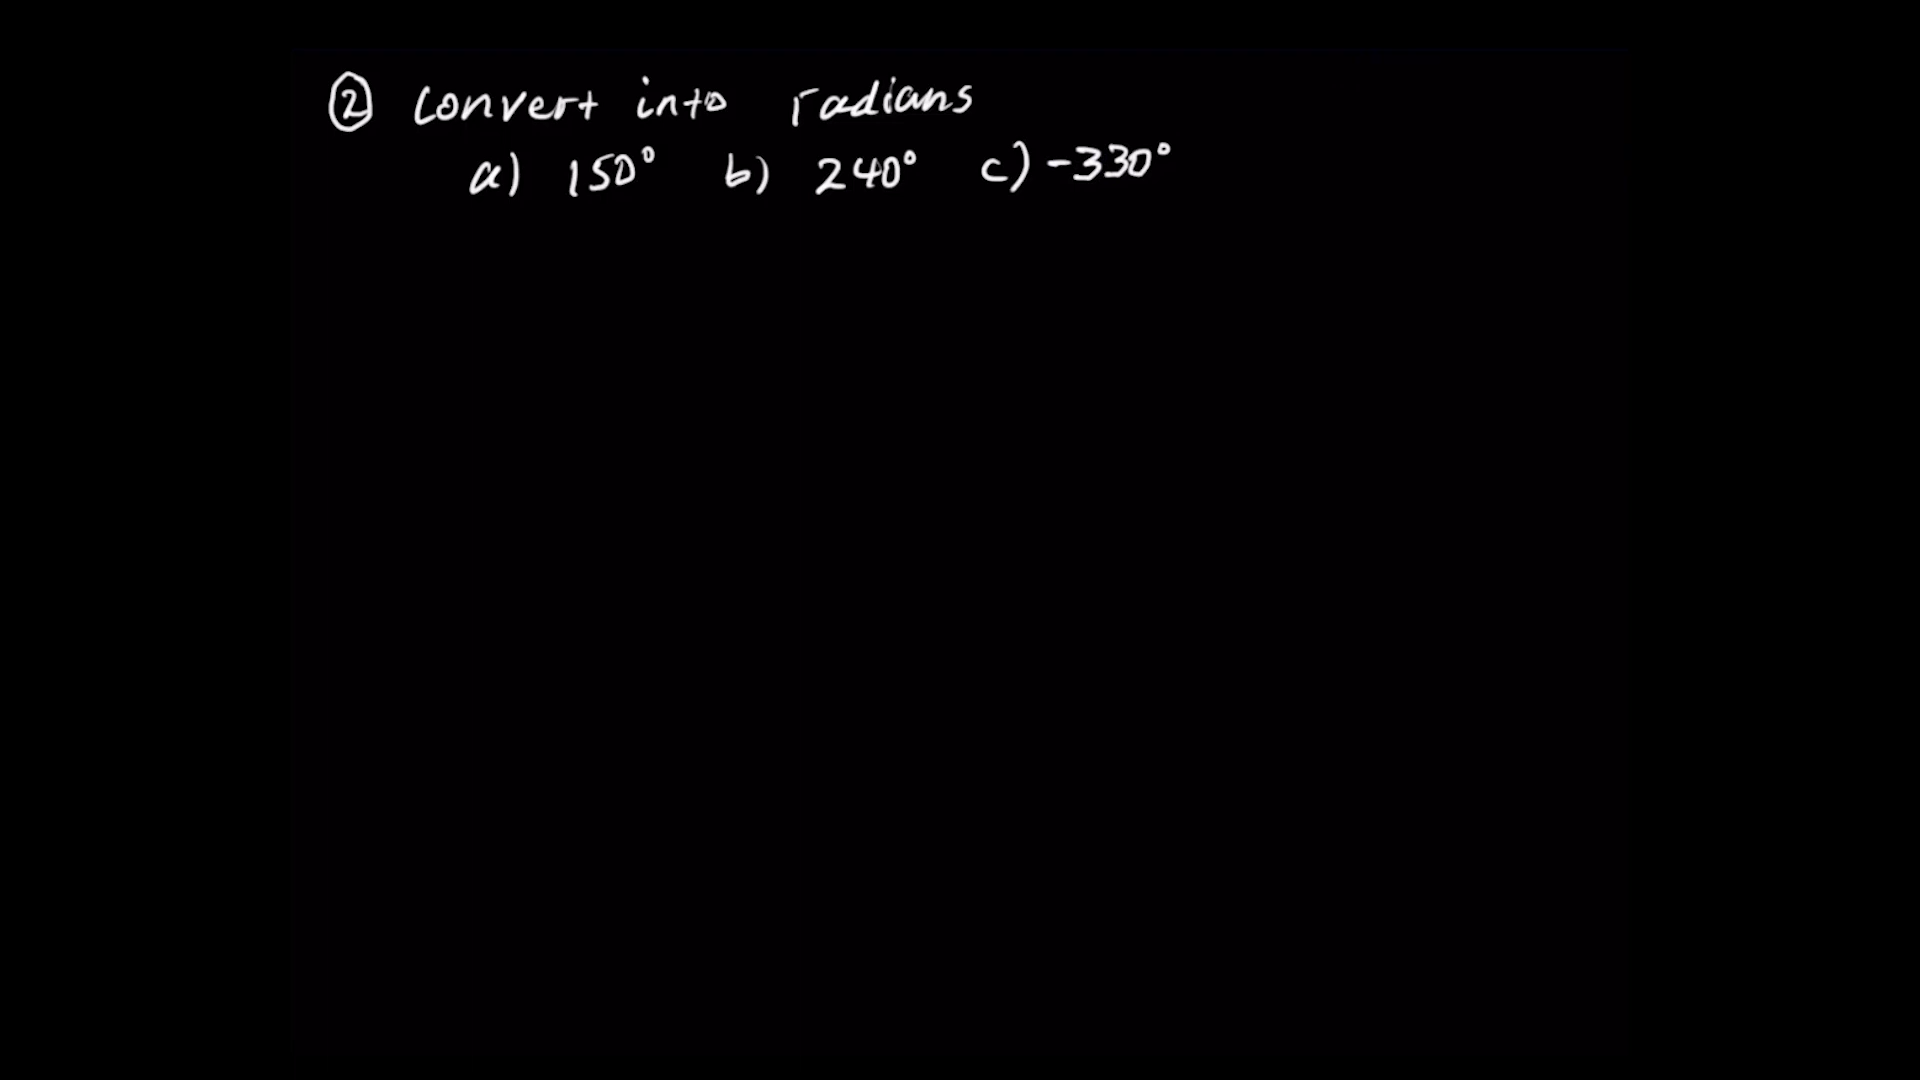 ② Convert into radians
a) 150° b) 240° c) -330°